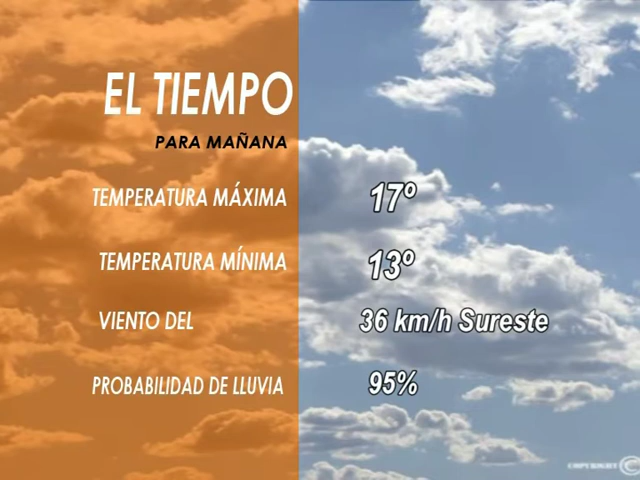 EL TIEMPO
PARA MAÑANA
TEMPERATURA MÁXIMA 17º
TEMPERATURA MÍNIMA 13º
VIENTO DEL 36 km/h Sureste
PROBABILIDAD DE LLUVIA 95%
COPYRIGHT ©